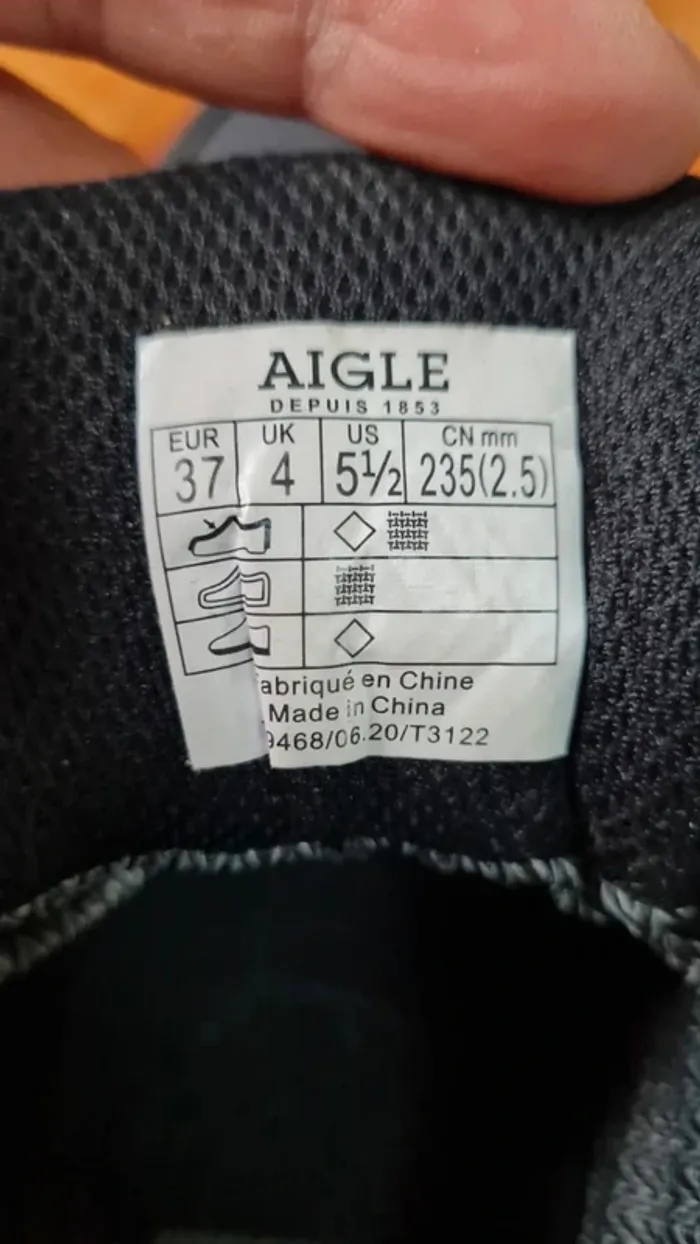 AIGLE
DEPUIS 1853
EUR UK US CN mm
37 4 5½ 235(2.5)
abriqué en Chine
Made in China
9468/06.20/T3122